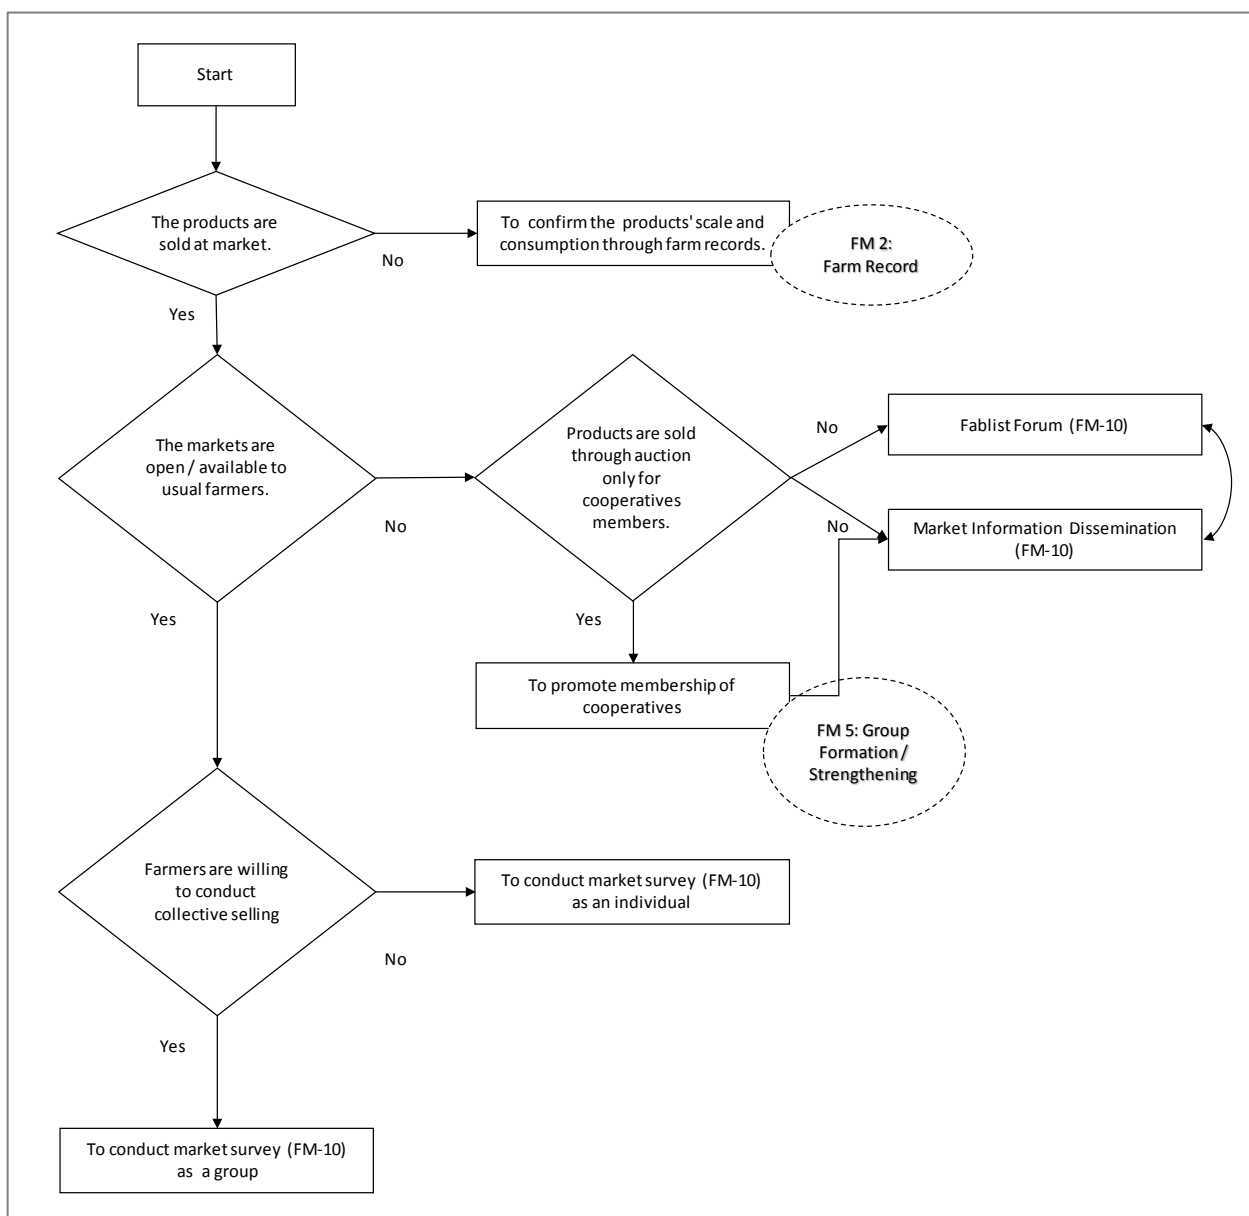 Start
The products are
sold at market.
No
To confirm the products' scale and
consumption through farm records.
FM 2:
Farm Record
Yes
The markets are
open / available to
usual farmers.
No
Products are sold
through auction
only for
cooperatives
members.
No
Fablist Forum (FM-10)
No
Market Information Dissemination
(FM-10)
Yes
Yes
To promote membership of
cooperatives
FM 5: Group
Formation /
Strengthening
Farmers are willing
to conduct
collective selling
No
To conduct market survey (FM-10)
as an individual
Yes
To conduct market survey (FM-10)
as a group